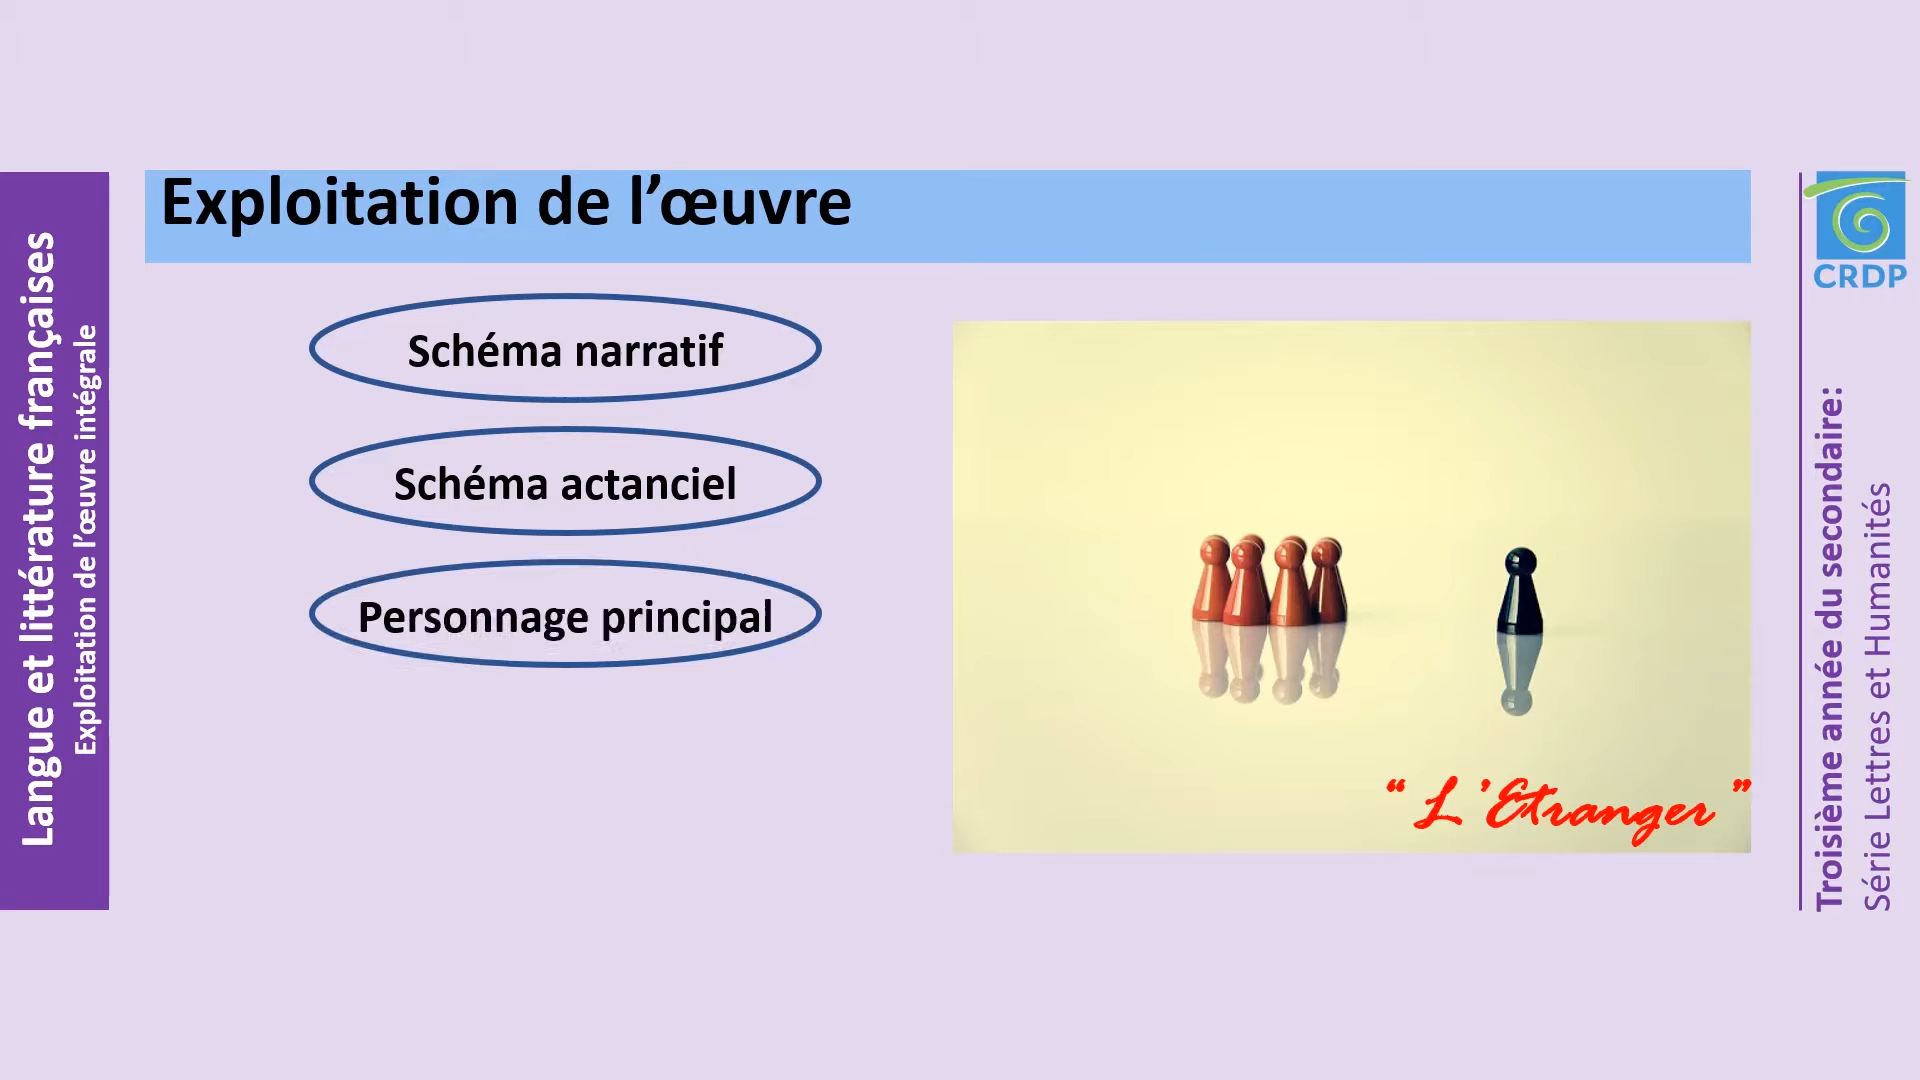 Exploitation de l’œuvre
Langue et littérature françaises
Exploitation de l’œuvre intégrale
Schéma narratif
Schéma actanciel
Personnage principal
“ L’Etranger ”
CRDP
Troisième année du secondaire:
Série Lettres et Humanités